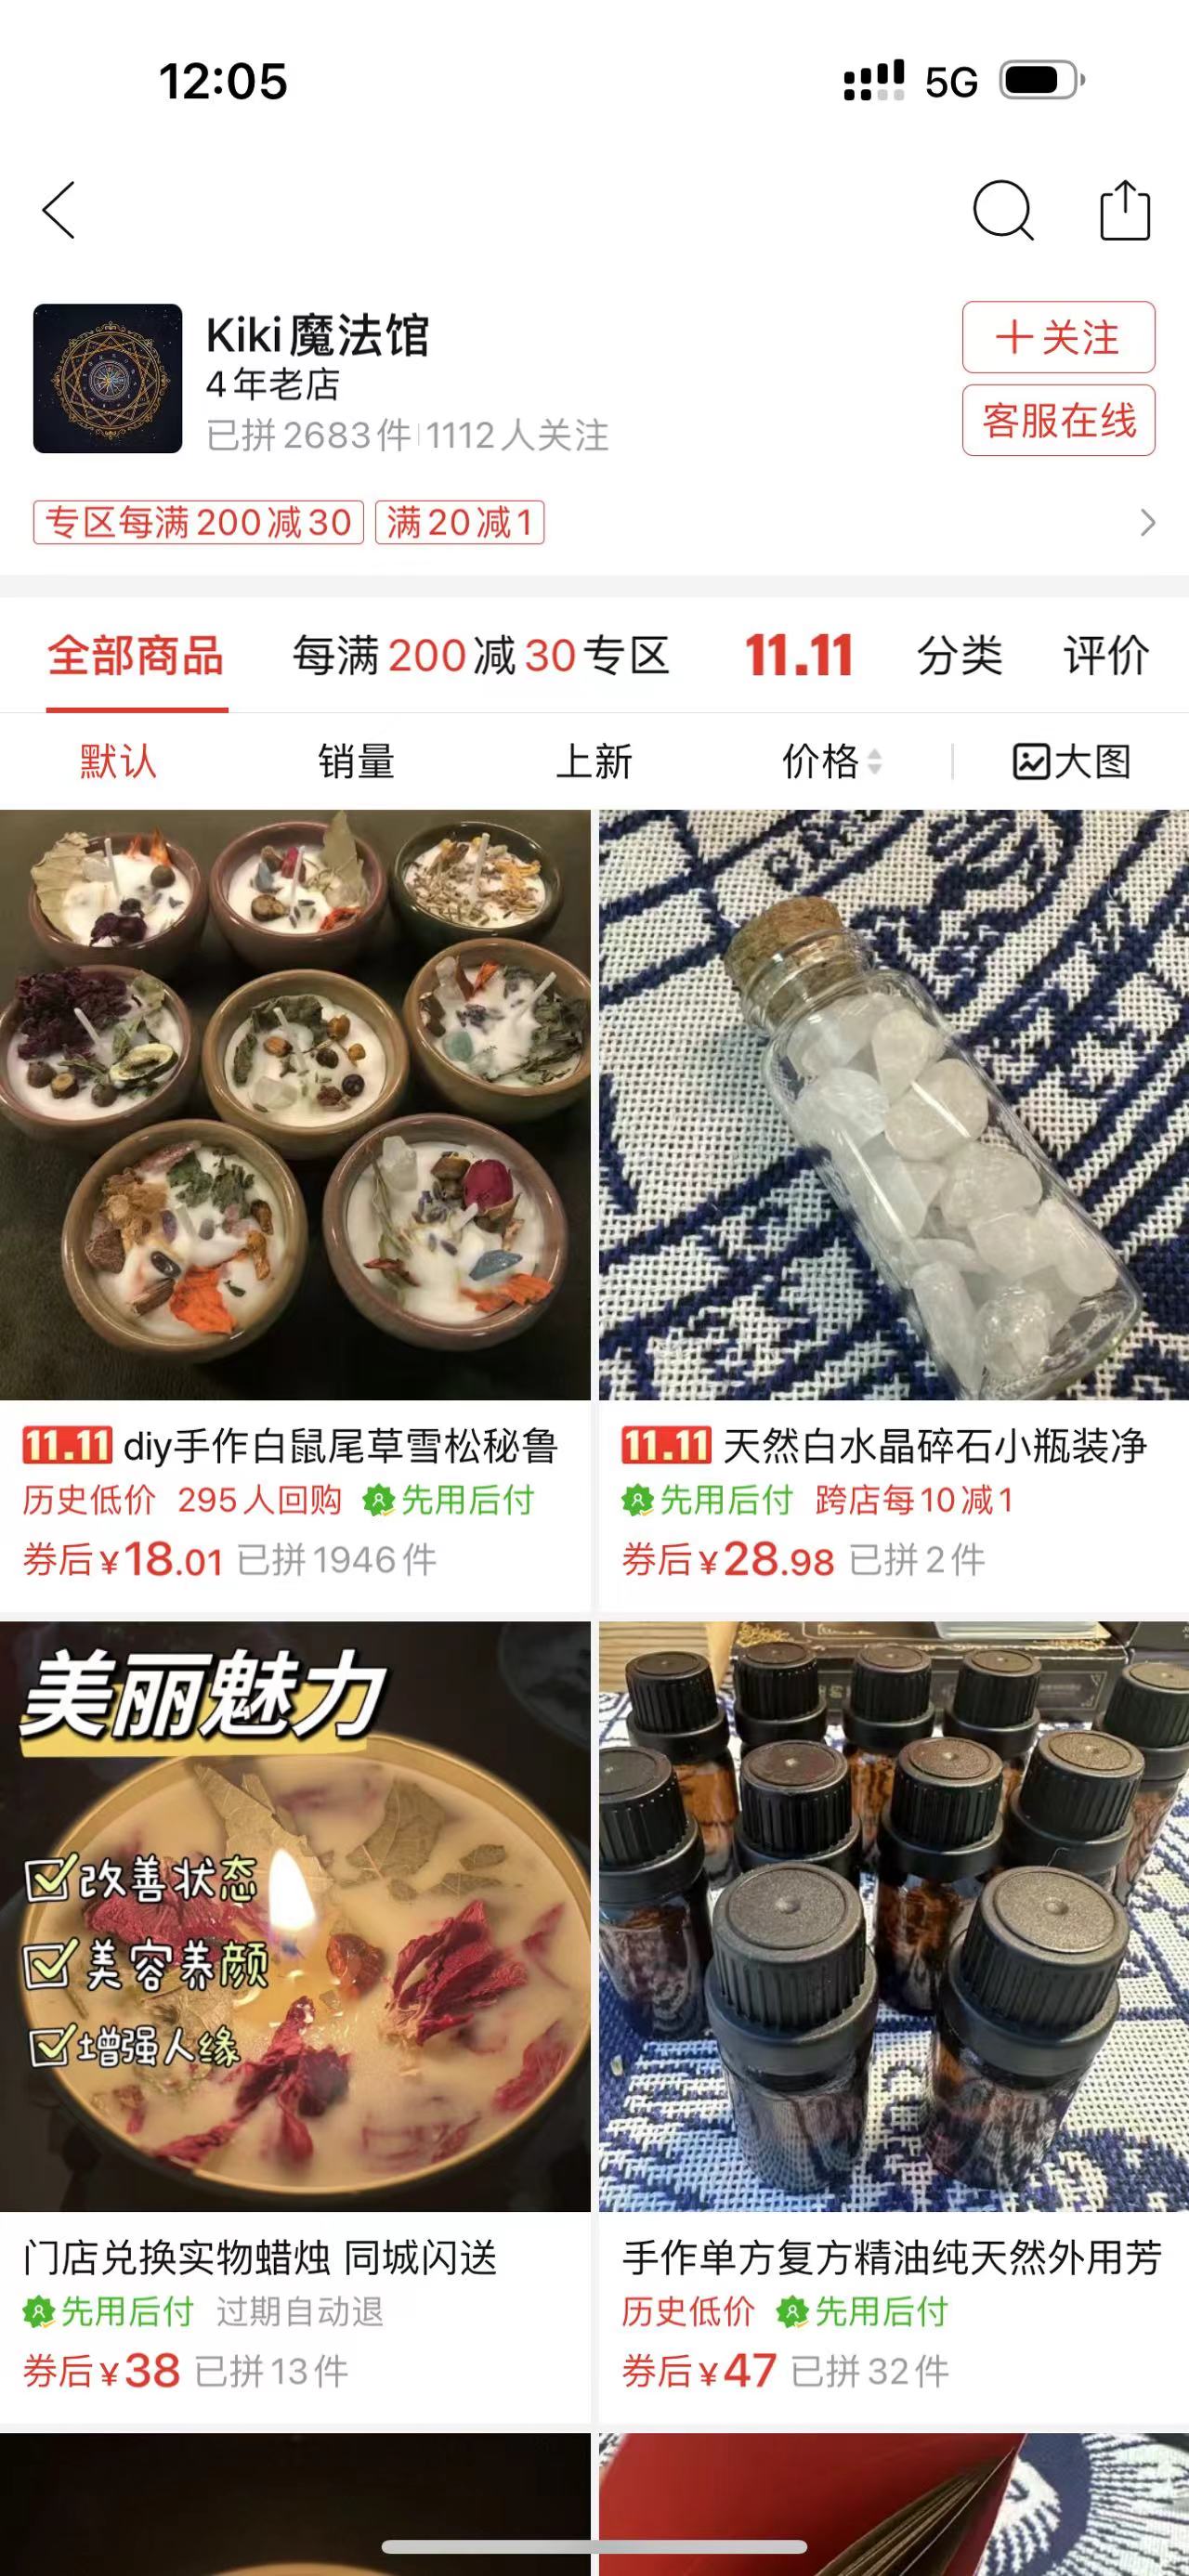 12:05
5G
Kiki魔法馆
4年老店
已拼2683件 1112人关注
关注
客服在线
专区每满200减30 满20减1
全部商品 每满200减30专区 11.11 分类 评价
默认 销量 上新 价格 大图
11.11 diy手作白鼠尾草雪松秘鲁
历史低价 295人回购 先用后付
券后¥18.01 已拼1946件
11.11 天然白水晶碎石小瓶装净
先用后付 跨店每10减1
券后¥28.98 已拼2件
美丽魅力
改善状态
美容养颜
增强人缘
门店兑换实物蜡烛 同城闪送
先用后付 过期自动退
券后¥38 已拼13件
手作单方复方精油纯天然外用芳
历史低价 先用后付
券后¥47 已拼32件